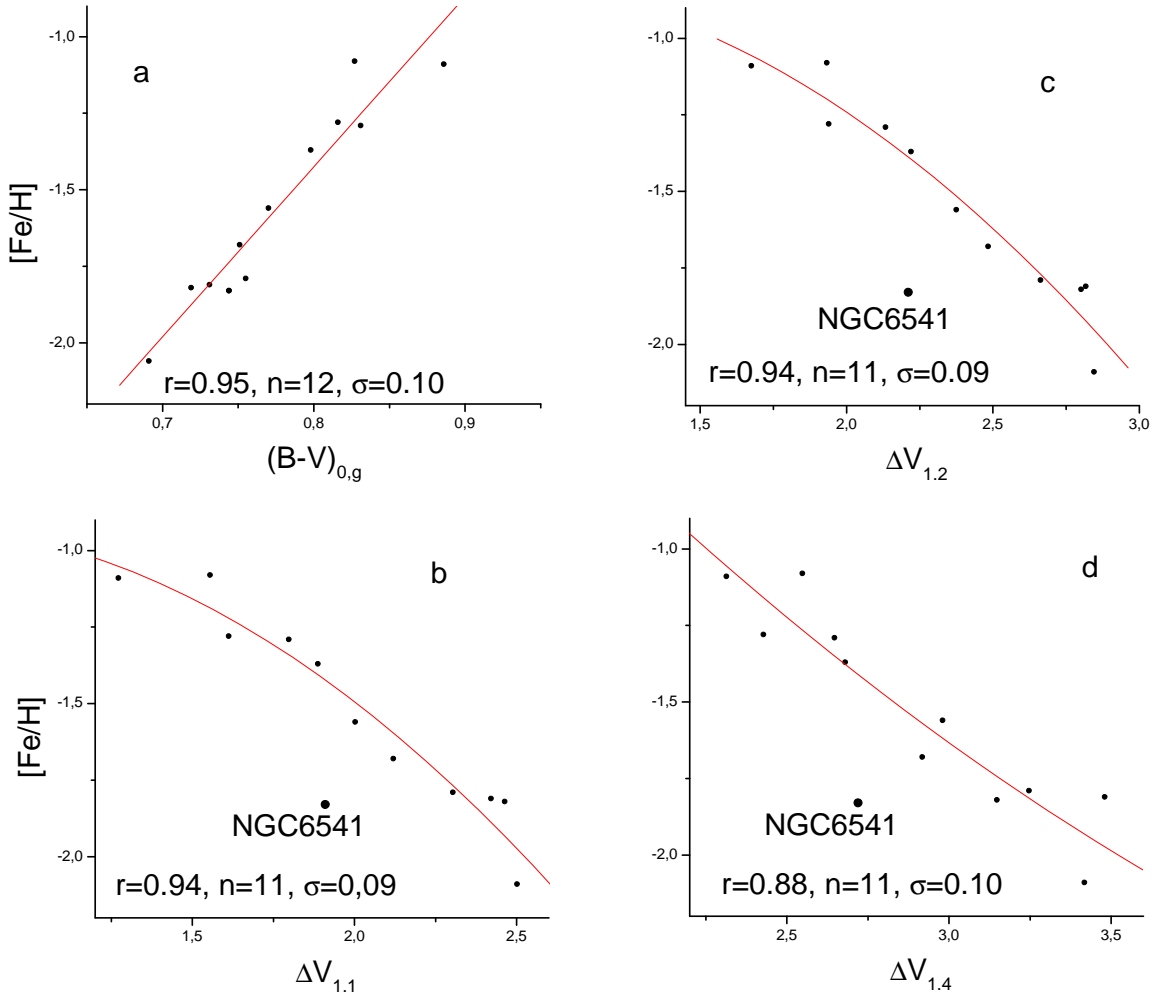 -1,0
-1,5
-2,0
[Fe/H]
a
r=0.95, n=12, σ=0.10
0,7 0,8 0,9
(B-V)0,g
-1,0
-1,5
-2,0
c
NGC6541
r=0.94, n=11, σ=0.09
1,5 2,0 2,5 3,0
ΔV1.2
-1,0
-1,5
-2,0
[Fe/H]
b
NGC6541
r=0.94, n=11, σ=0,09
1,5 2,0 2,5
ΔV1.1
-1,0
-1,5
-2,0
d
NGC6541
r=0.88, n=11, σ=0.10
2,5 3,0 3,5
ΔV1.4